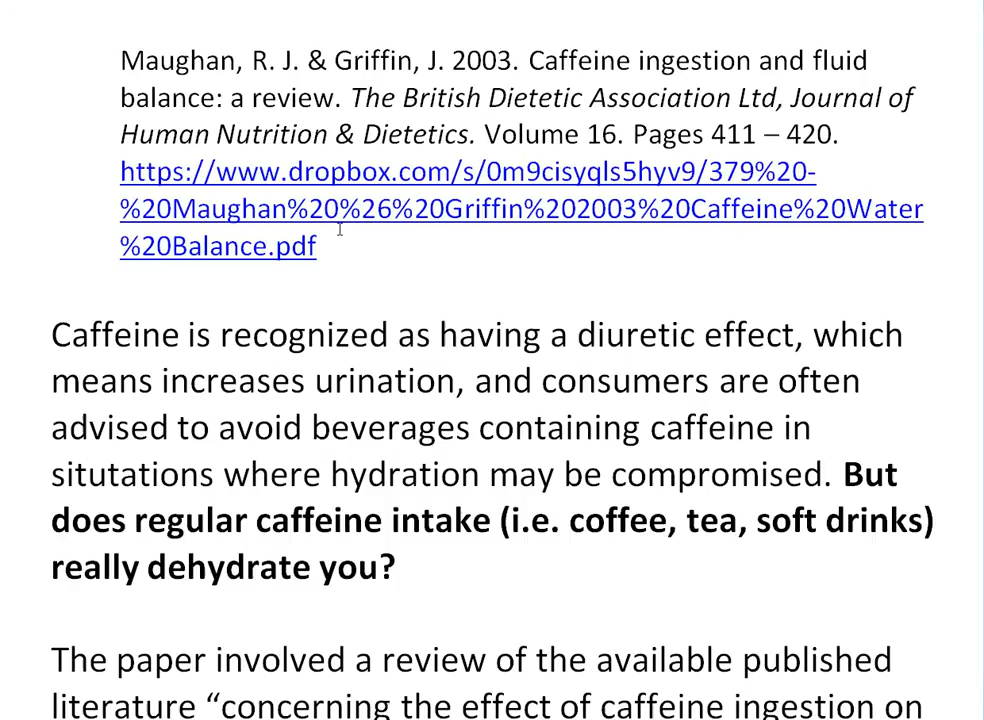 Maughan, R. J. & Griffin, J. 2003. Caffeine ingestion and fluid
balance: a review. The British Dietetic Association Ltd, Journal of
Human Nutrition & Dietetics. Volume 16. Pages 411 – 420.
https://www.dropbox.com/s/0m9cisyqls5hyv9/379%20-
%20Maughan%20%26%20Griffin%202003%20Caffeine%20Water
%20Balance.pdf
Caffeine is recognized as having a diuretic effect, which
means increases urination, and consumers are often
advised to avoid beverages containing caffeine in
situtations where hydration may be compromised. But
does regular caffeine intake (i.e. coffee, tea, soft drinks)
really dehydrate you?
The paper involved a review of the available published
literature “concerning the effect of caffeine ingestion on